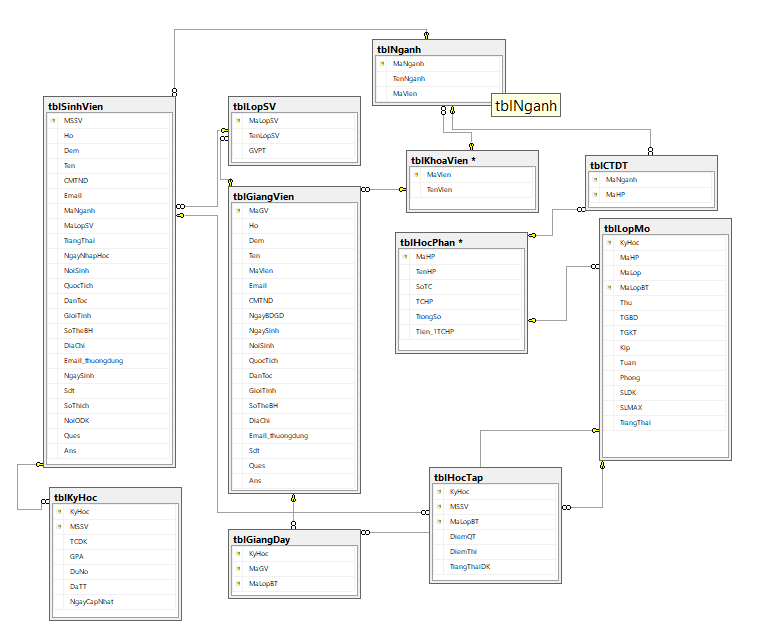 tblNganh
MaNganh
TenNganh
MaVien
tblNganh
tblSinhVien
MSSV
Ho
Dem
Ten
CMTND
Email
MaNganh
MaLopSV
TrangThai
NgayNhapHoc
NoiSinh
QuocTich
DanToc
GioiTinh
SoTheBH
DiaChi
Email_thuongdung
NgaySinh
Sdt
SoThich
NoiODK
Ques
Ans
tblLopSV
MaLopSV
TenLopSV
GVPT
tblKhoaVien *
MaVien
TenVien
tblCTDT
MaNganh
MaHP
tblGiangVien
MaGV
Ho
Dem
Ten
MaVien
Email
CMTND
NgayBDGD
NgaySinh
NoiSinh
QuocTich
DanToc
GioiTinh
SoTheBH
DiaChi
Email_thuongdung
Sdt
Ques
Ans
tblHocPhan *
MaHP
TenHP
SoTC
TCHP
TrongSo
Tien_1TCHP
tblLopMo
KyHoc
MaHP
MaLop
MaLopBT
Thu
TGBD
TGKT
Kip
Tuan
Phong
SLDK
SLMAX
TrangThai
tblKyHoc
KyHoc
MSSV
TCDK
GPA
DuNo
DaTT
NgayCapNhat
tblGiangDay
KyHoc
MaGV
MaLopBT
tblHocTap
KyHoc
MSSV
MaLopBT
DiemQT
DiemThi
TrangThaiDK